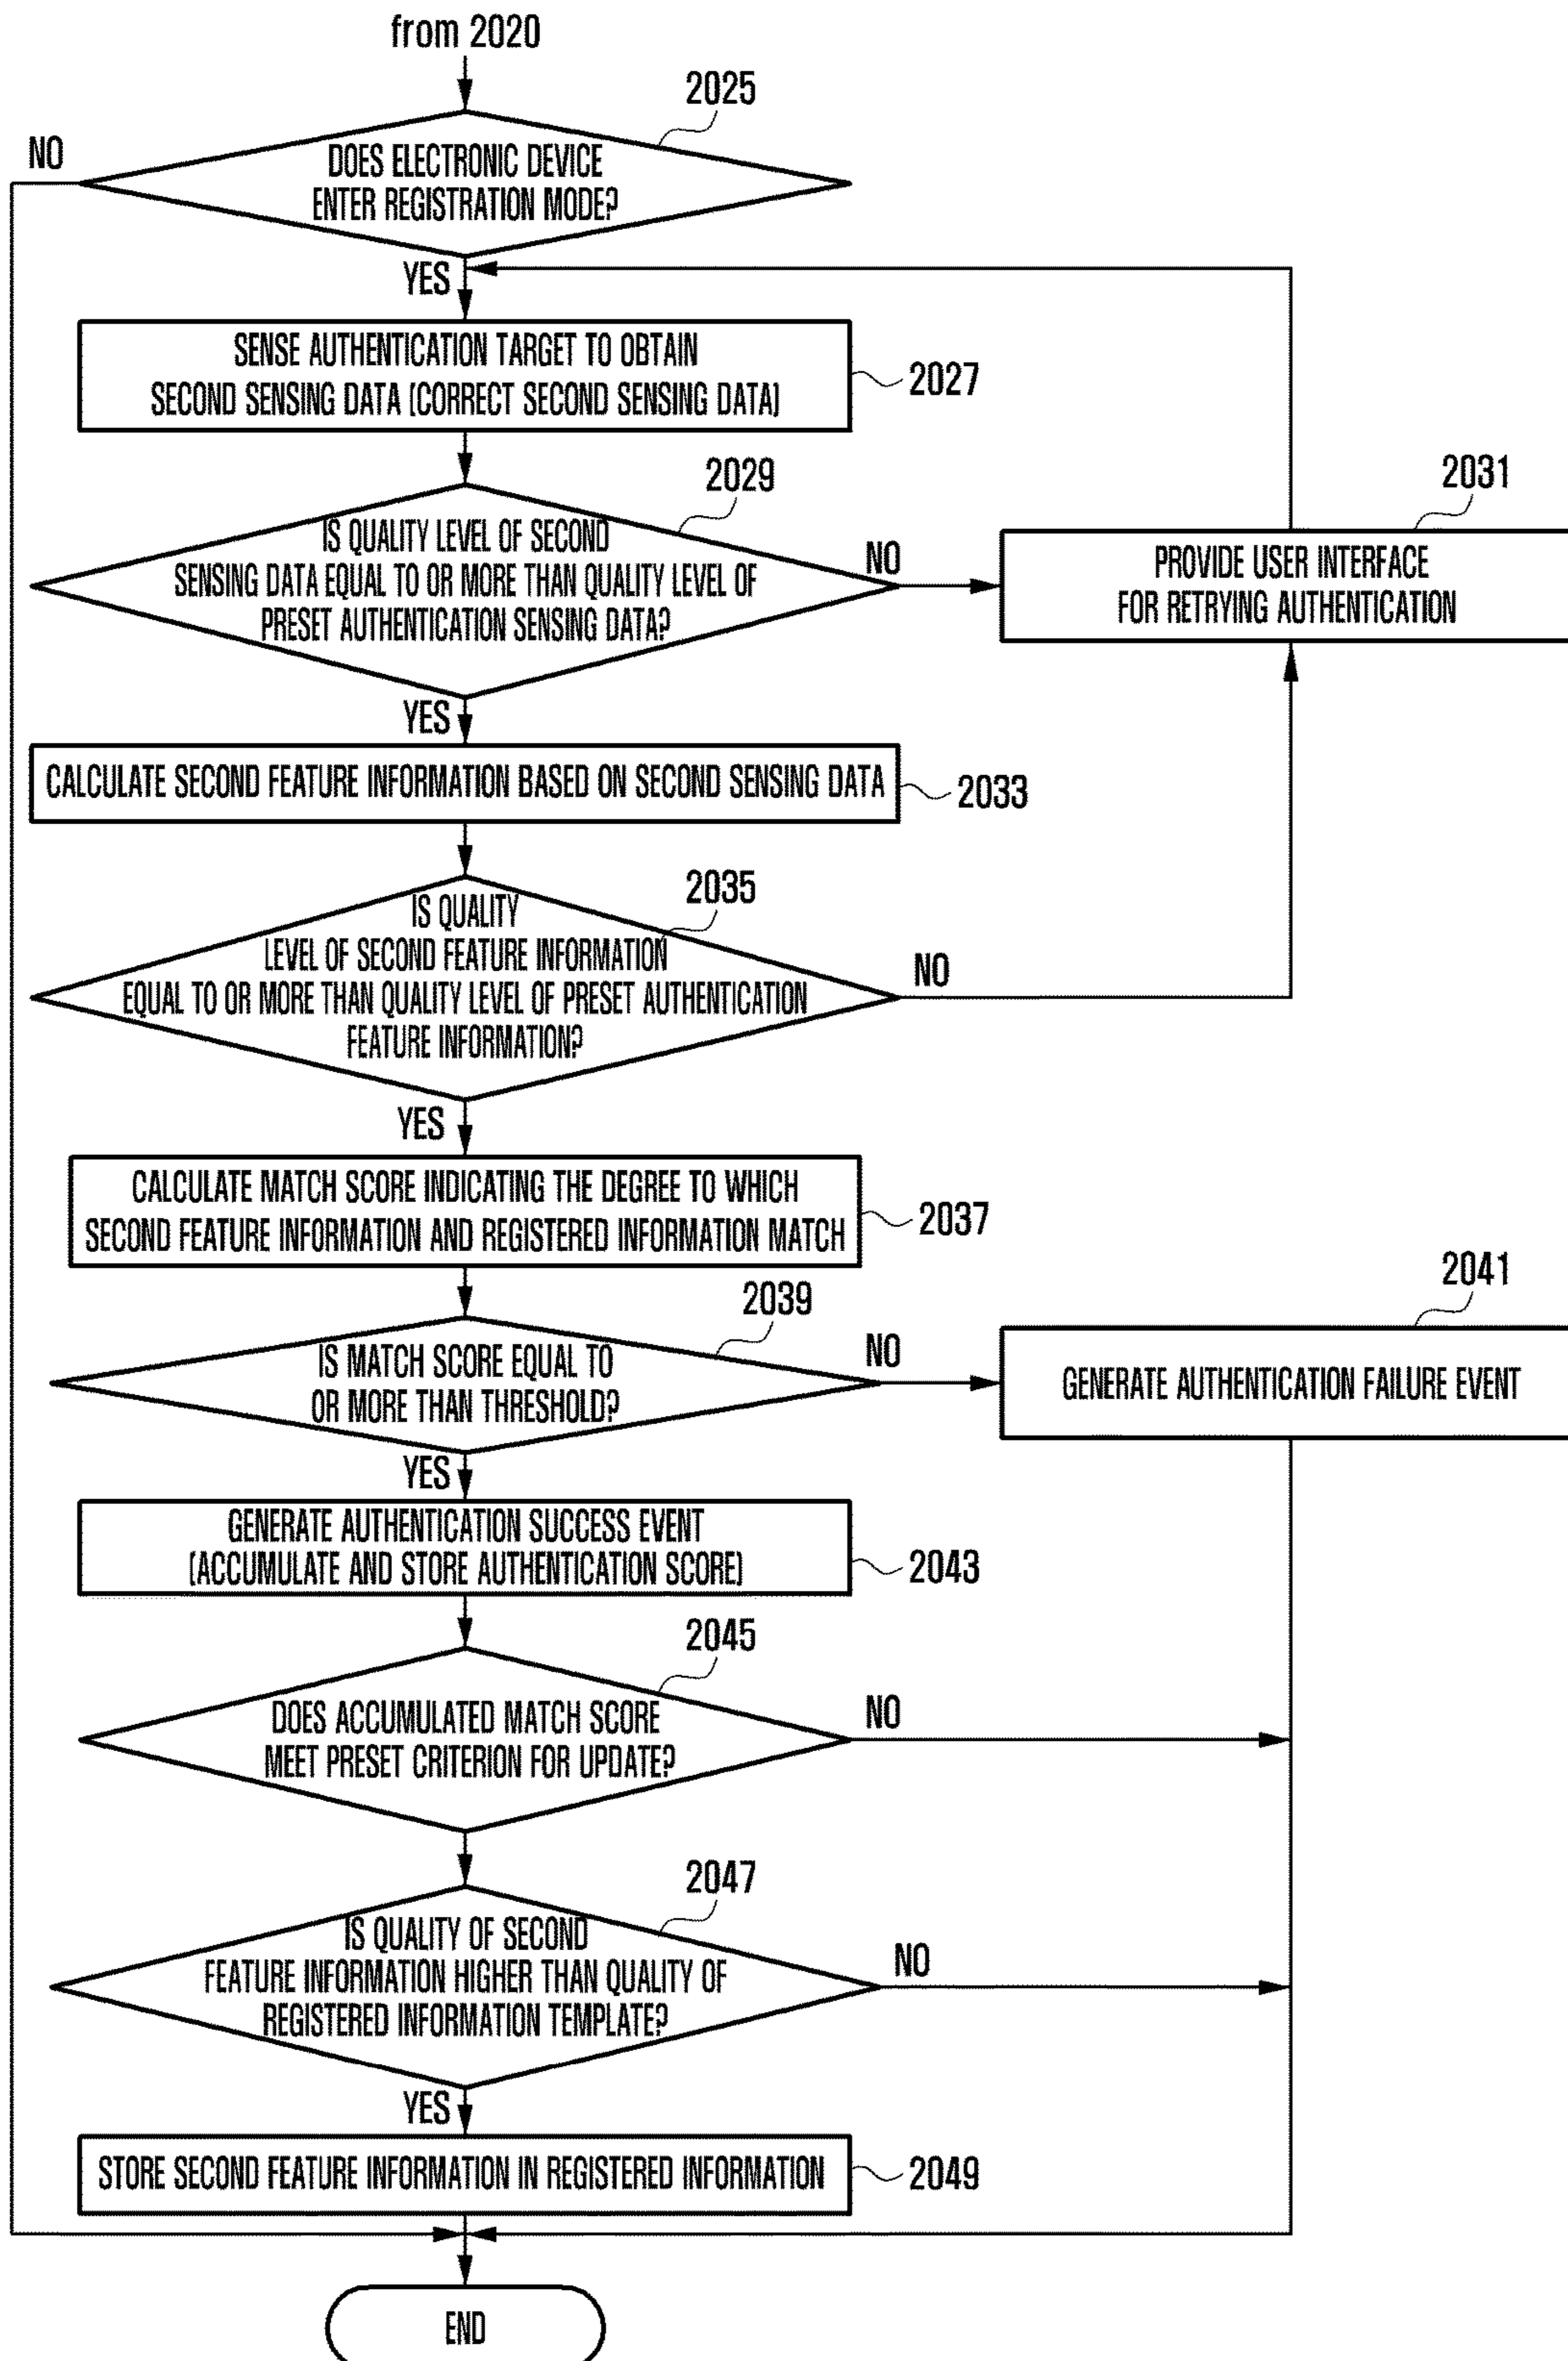 from 2020
2025
NO
DOES ELECTRONIC DEVICE
ENTER REGISTRATION MODE?
YES
SENSE AUTHENTICATION TARGET TO OBTAIN
SECOND SENSING DATA (CORRECT SECOND SENSING DATA)
2027
2029
IS QUALITY LEVEL OF SECOND
SENSING DATA EQUAL TO OR MORE THAN QUALITY LEVEL OF
PRESET AUTHENTICATION SENSING DATA?
NO
2031
PROVIDE USER INTERFACE
FOR RETRYING AUTHENTICATION
YES
CALCULATE SECOND FEATURE INFORMATION BASED ON SECOND SENSING DATA
2033
2035
IS QUALITY
LEVEL OF SECOND FEATURE INFORMATION
EQUAL TO OR MORE THAN QUALITY LEVEL OF PRESET AUTHENTICATION
FEATURE INFORMATION?
NO
YES
CALCULATE MATCH SCORE INDICATING THE DEGREE TO WHICH
SECOND FEATURE INFORMATION AND REGISTERED INFORMATION MATCH
2037
2039
IS MATCH SCORE EQUAL TO
OR MORE THAN THRESHOLD?
NO
2041
GENERATE AUTHENTICATION FAILURE EVENT
YES
GENERATE AUTHENTICATION SUCCESS EVENT
(ACCUMULATE AND STORE AUTHENTICATION SCORE)
2043
2045
DOES ACCUMULATED MATCH SCORE
MEET PRESET CRITERION FOR UPDATE?
NO
2047
IS QUALITY OF SECOND
FEATURE INFORMATION HIGHER THAN QUALITY OF
REGISTERED INFORMATION TEMPLATE?
NO
YES
STORE SECOND FEATURE INFORMATION IN REGISTERED INFORMATION
2049
END